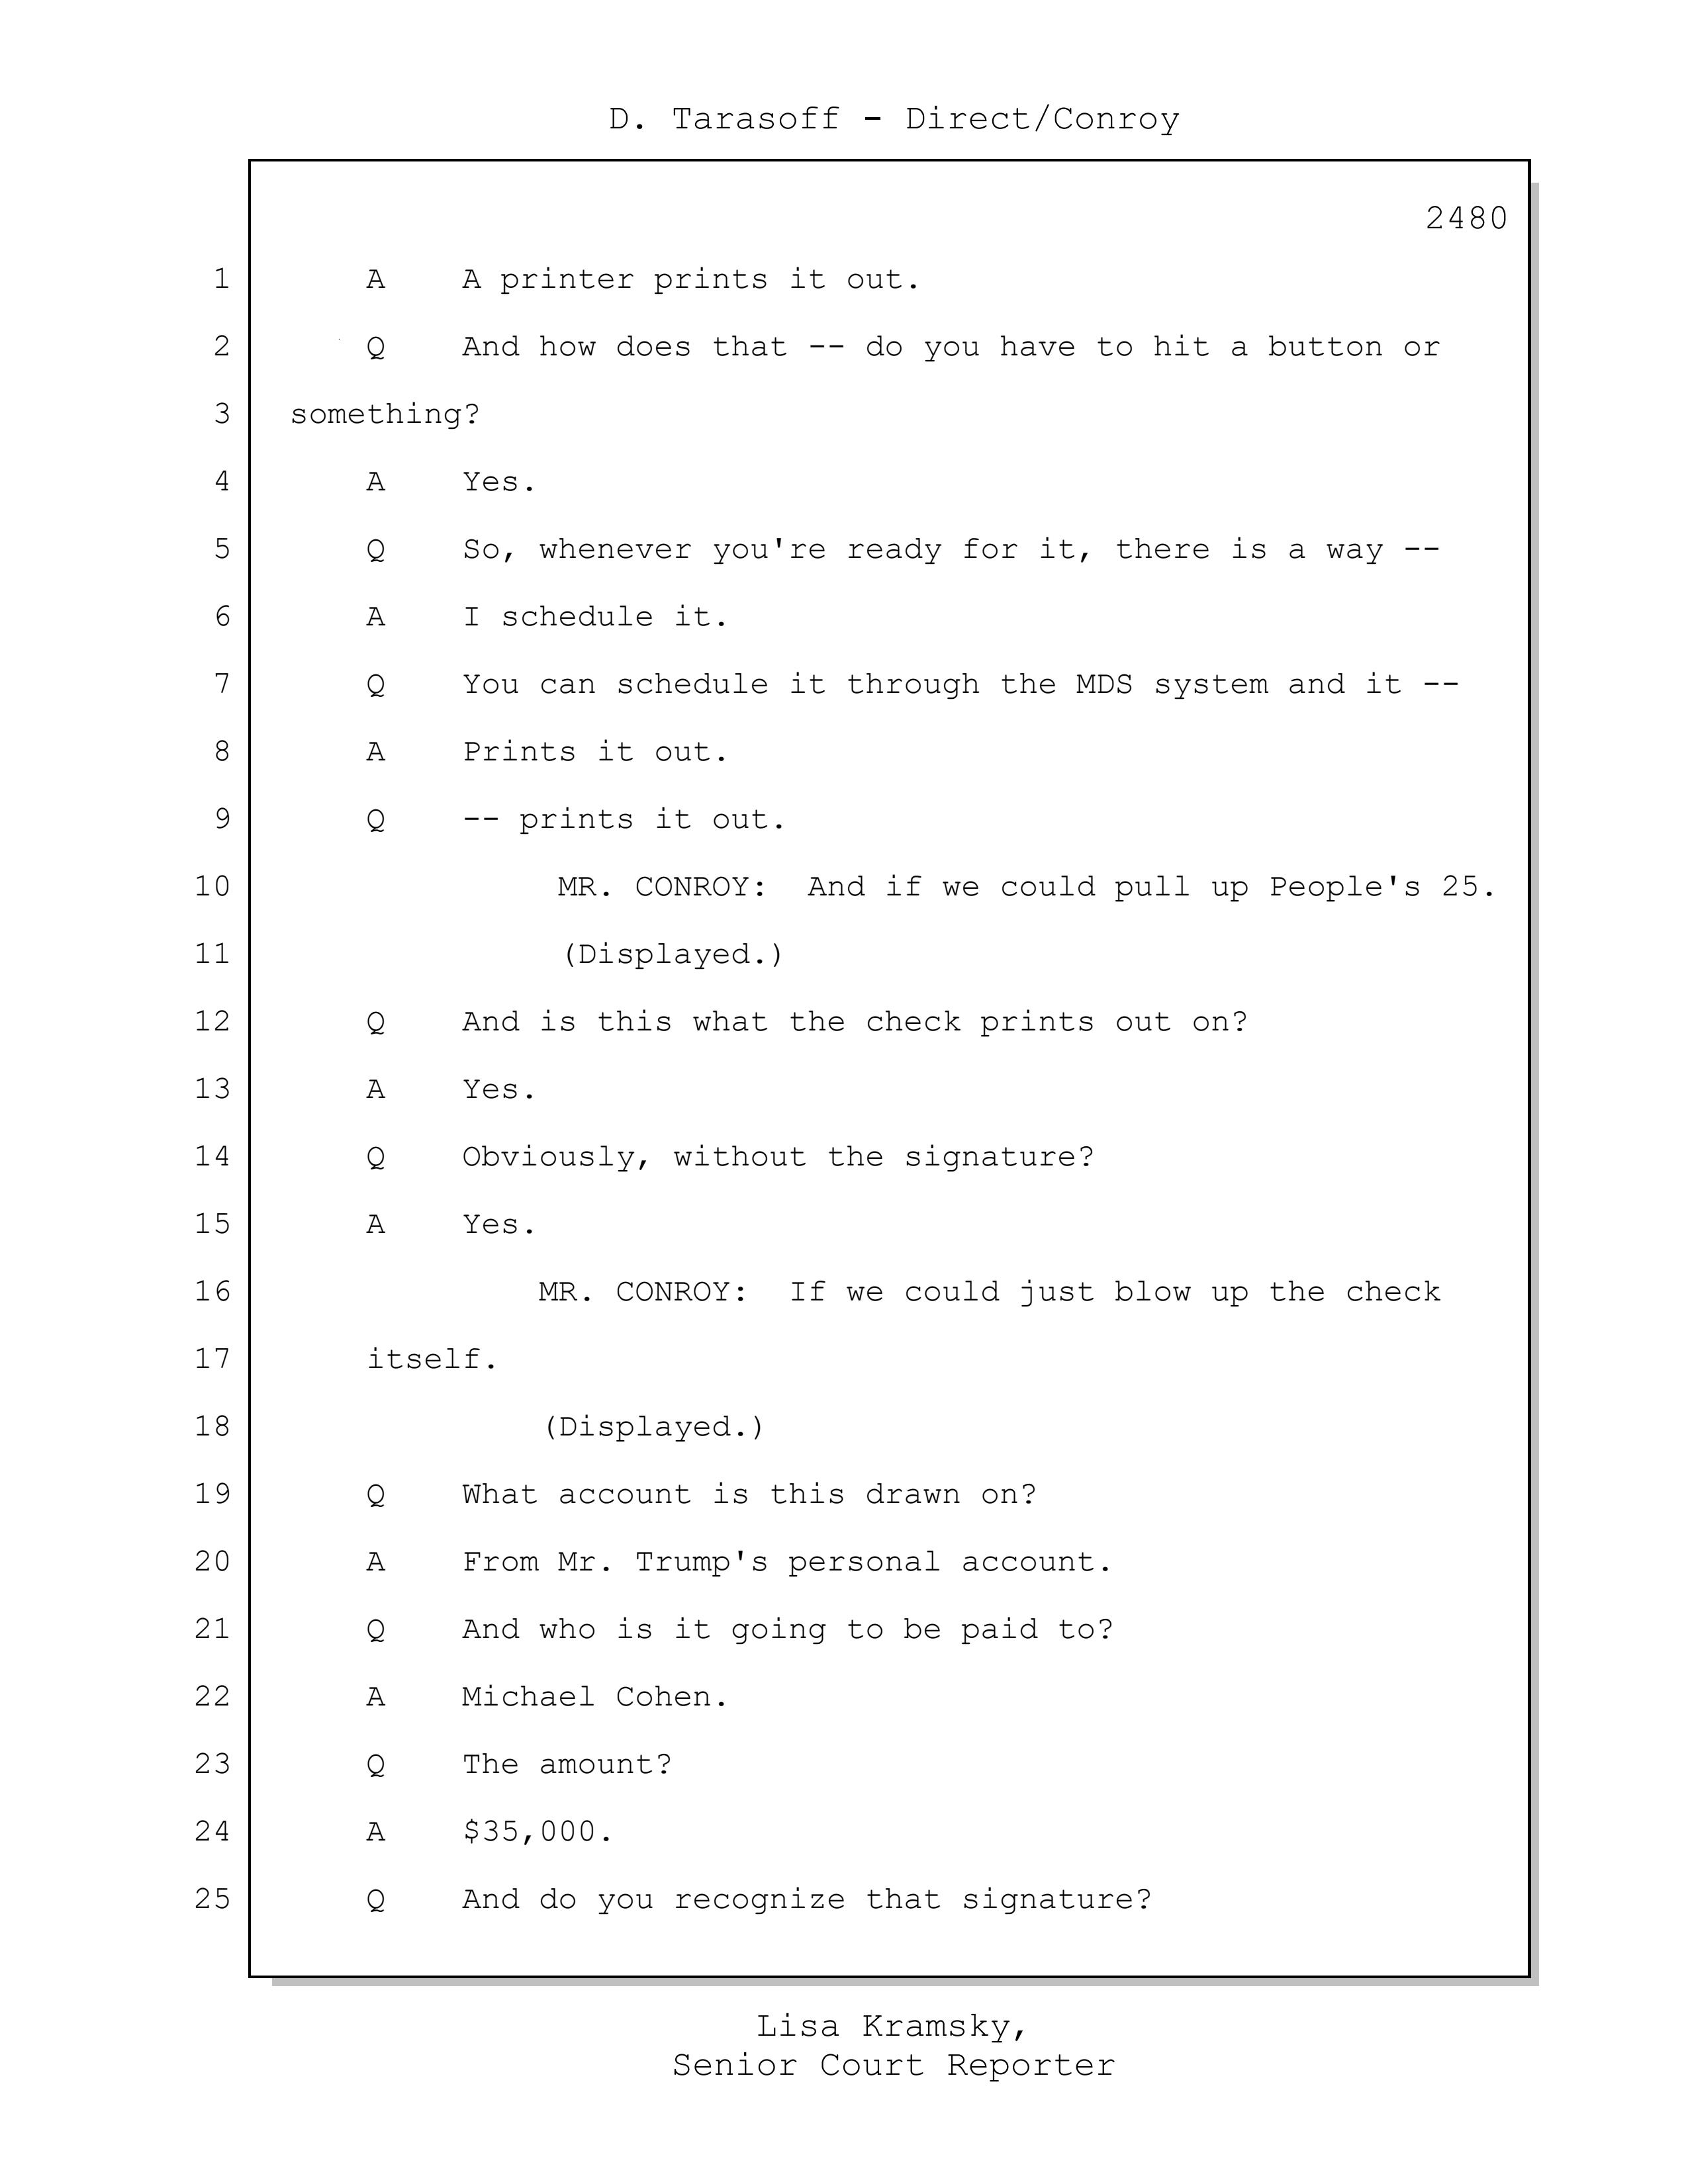 D. Tarasoff - Direct/Conroy
2480
1 A A printer prints it out.
2 Q And how does that -- do you have to hit a button or
3 something?
4 A Yes.
5 Q So, whenever you're ready for it, there is a way --
6 A I schedule it.
7 Q You can schedule it through the MDS system and it --
8 A Prints it out.
9 Q -- prints it out.
10 MR. CONROY: And if we could pull up People's 25.
11 (Displayed.)
12 Q And is this what the check prints out on?
13 A Yes.
14 Q Obviously, without the signature?
15 A Yes.
16 MR. CONROY: If we could just blow up the check
17 itself.
18 (Displayed.)
19 Q What account is this drawn on?
20 A From Mr. Trump's personal account.
21 Q And who is it going to be paid to?
22 A Michael Cohen.
23 Q The amount?
24 A $35,000.
25 Q And do you recognize that signature?
Lisa Kramsky,
Senior Court Reporter